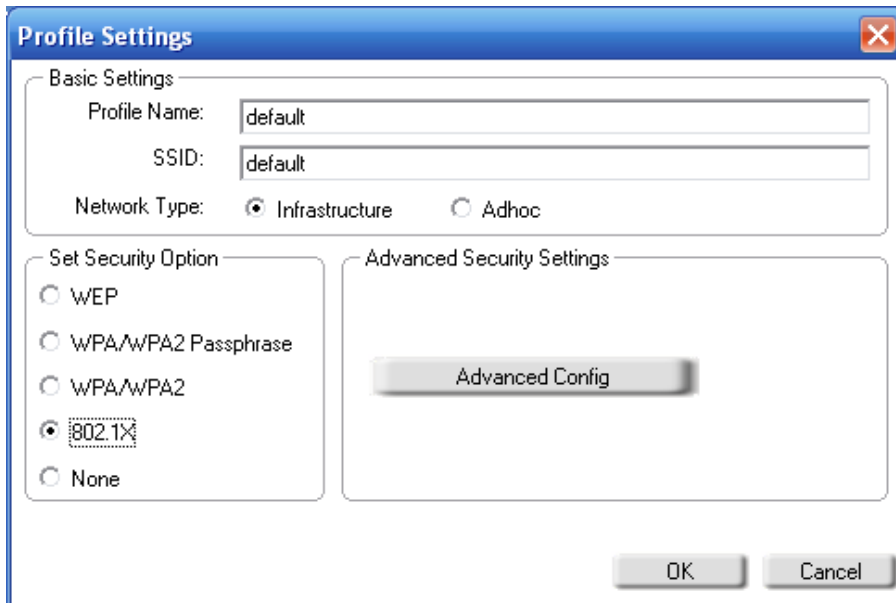 Profile Settings
Basic Settings
Profile Name: default
SSID: default
Network Type: Infrastructure Adhoc
Set Security Option
WEP
WPA/WPA2 Passphrase
WPA/WPA2
802.1X
None
Advanced Security Settings
Advanced Config
OK Cancel